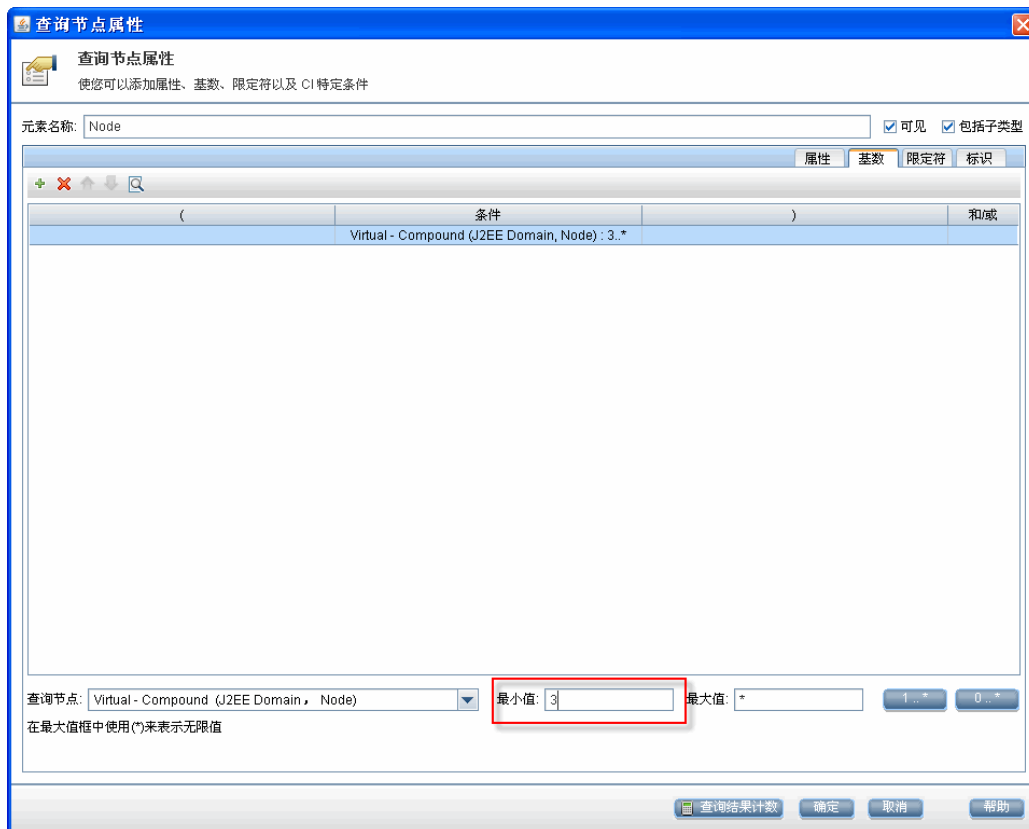 查询节点属性
查询节点属性
使您可以添加属性、基数、限定符以及 CI 特定条件
元素名称: Node 可见 包括子类型
属性 基数 限定符 标识
( 条件 ) 和/或
Virtual - Compound (J2EE Domain, Node) : 3..*
查询节点: Virtual - Compound (J2EE Domain， Node) 最小值: 3 最大值: * 1..* 0..*
在最大值框中使用(*)来表示无限值
查询结果计数 确定 取消 帮助